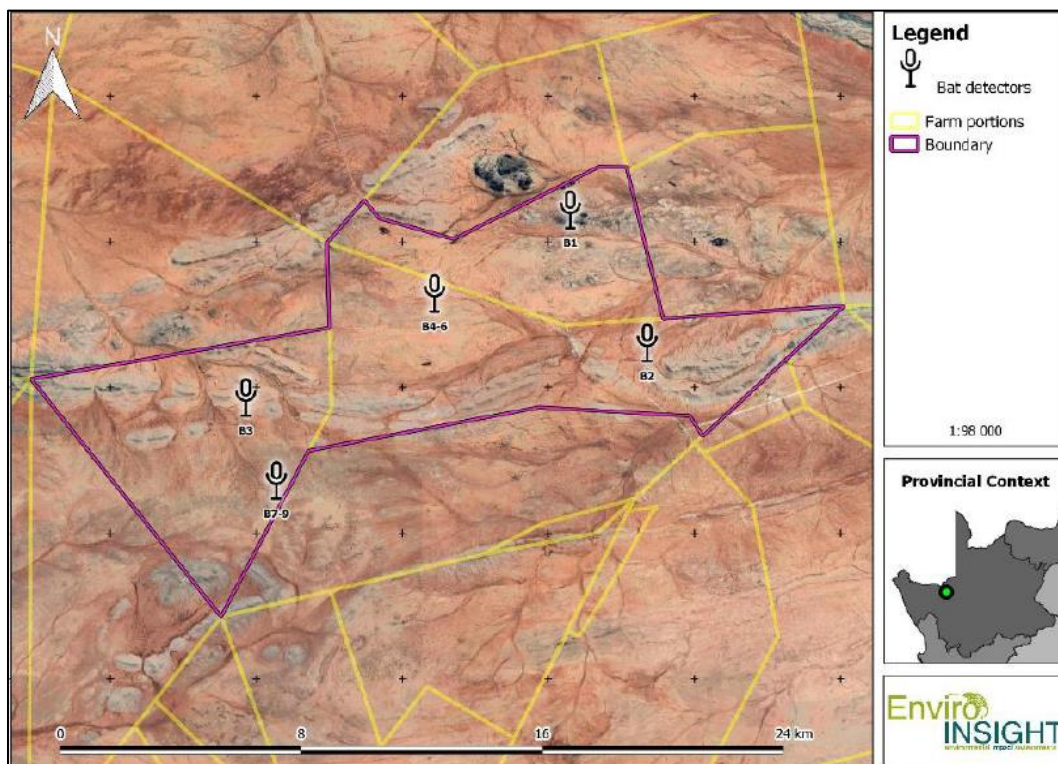 N
B1
B4-6
B2
B3
B7-9
0 8 16 24 km
Legend
Bat detectors
Farm portions
Boundary
1:98 000
Provincial Context
Enviro
INSIGHT